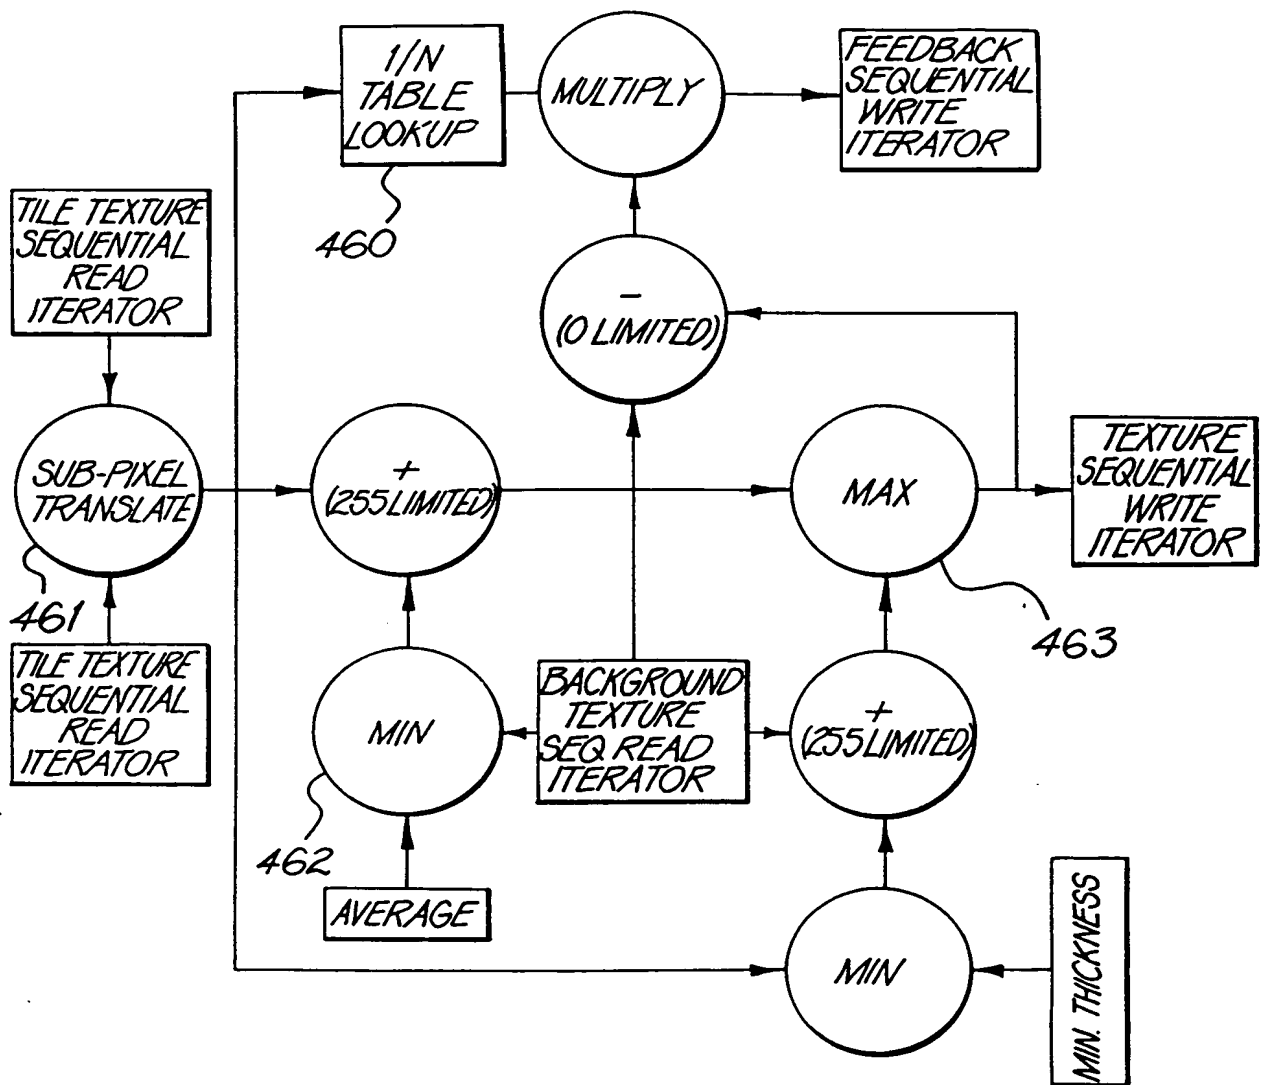 1/N
TABLE
LOOKUP
MULTIPLY
FEEDBACK
SEQUENTIAL
WRITE
ITERATOR
460
TILE TEXTURE
SEQUENTIAL
READ
ITERATOR
-
(0 LIMITED)
SUB-PIXEL
TRANSLATE
461
+
(255 LIMITED)
MAX
463
TEXTURE
SEQUENTIAL
WRITE
ITERATOR
TILE TEXTURE
SEQUENTIAL
READ
ITERATOR
MIN
462
BACKGROUND
TEXTURE
SEQ READ
ITERATOR
+
(255 LIMITED)
AVERAGE
MIN
MIN. THICKNESS